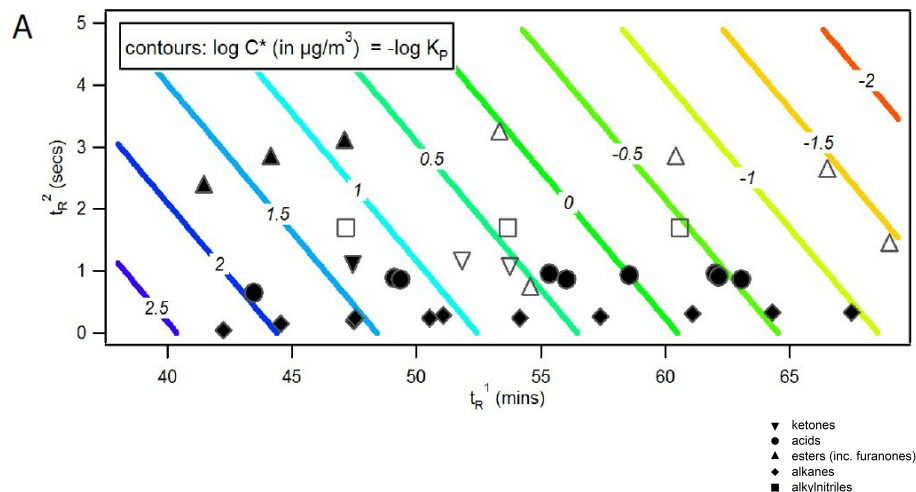 A
contours: log C* (in µg/m³) = -log K_P
5
4
3
2
1
0
t_R² (secs)
2.5
2
1.5
1
0.5
0
-0.5
-1
-1.5
-2
40 45 50 55 60 65
t_R¹ (mins)
ketones
acids
esters (inc. furanones)
alkanes
alkylnitriles